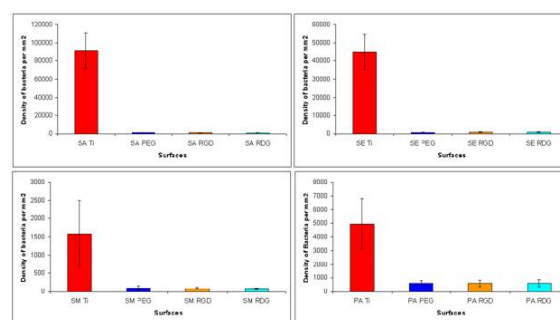 Density of bacteria per mm2
120000
100000
80000
60000
40000
20000
0
SA Ti SA PEG SA RGD SA RDG
Surfaces
Density of bacteria per mm2
60000
50000
40000
30000
20000
10000
0
SE Ti SE PEG SE RGD SE RDG
Surfaces
Density of bacteria per mm2
3000
2500
2000
1500
1000
500
0
SM Ti SM PEG SM RGD SM RDG
Surfaces
Density of Bacteria per mm2
8000
7000
6000
5000
4000
3000
2000
1000
0
PA Ti PA PEG PA RGD PA RDG
Surfaces